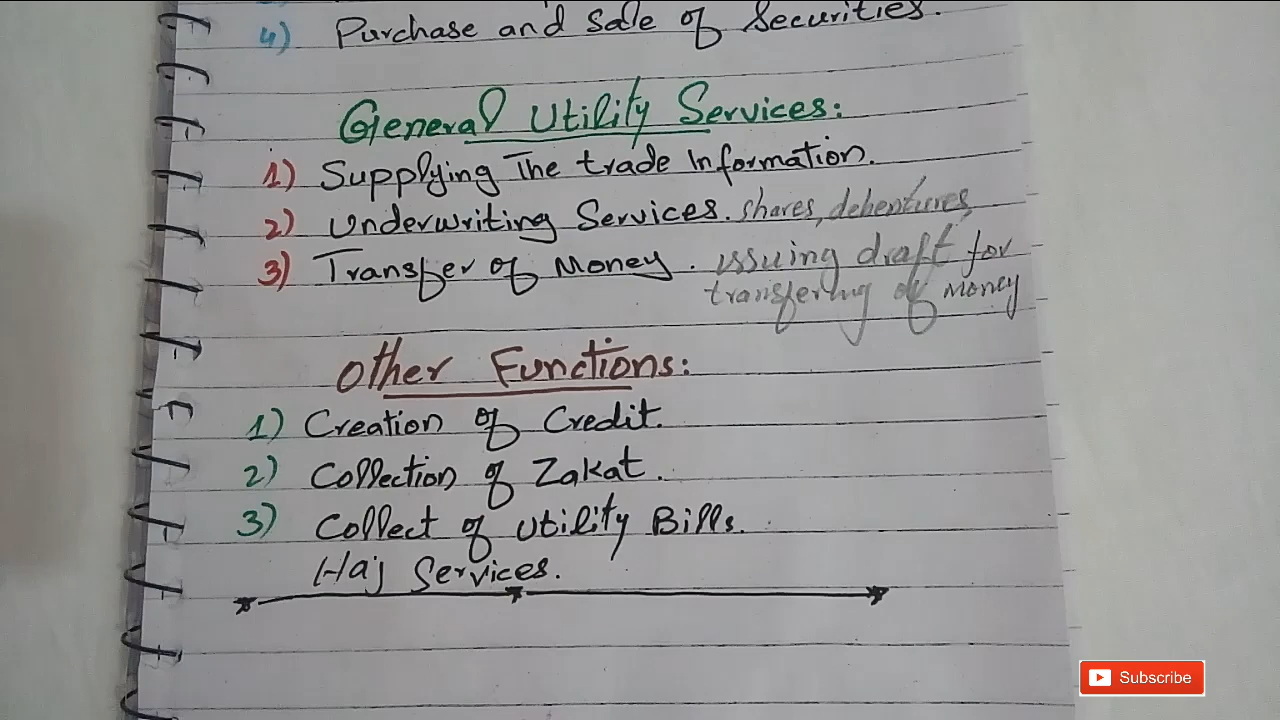 4) Purchase and Sale of Securities.
General Utility Services:
1) Supplying The trade Information.
2) Underwriting Services. shares, debentures,
3) Transfer of Money. issuing draft for
transfering of Money
Other Functions:
1) Creation of Credit.
2) Collection of Zakat.
3) Collect of Utility Bills.
Haj Services.
Subscribe